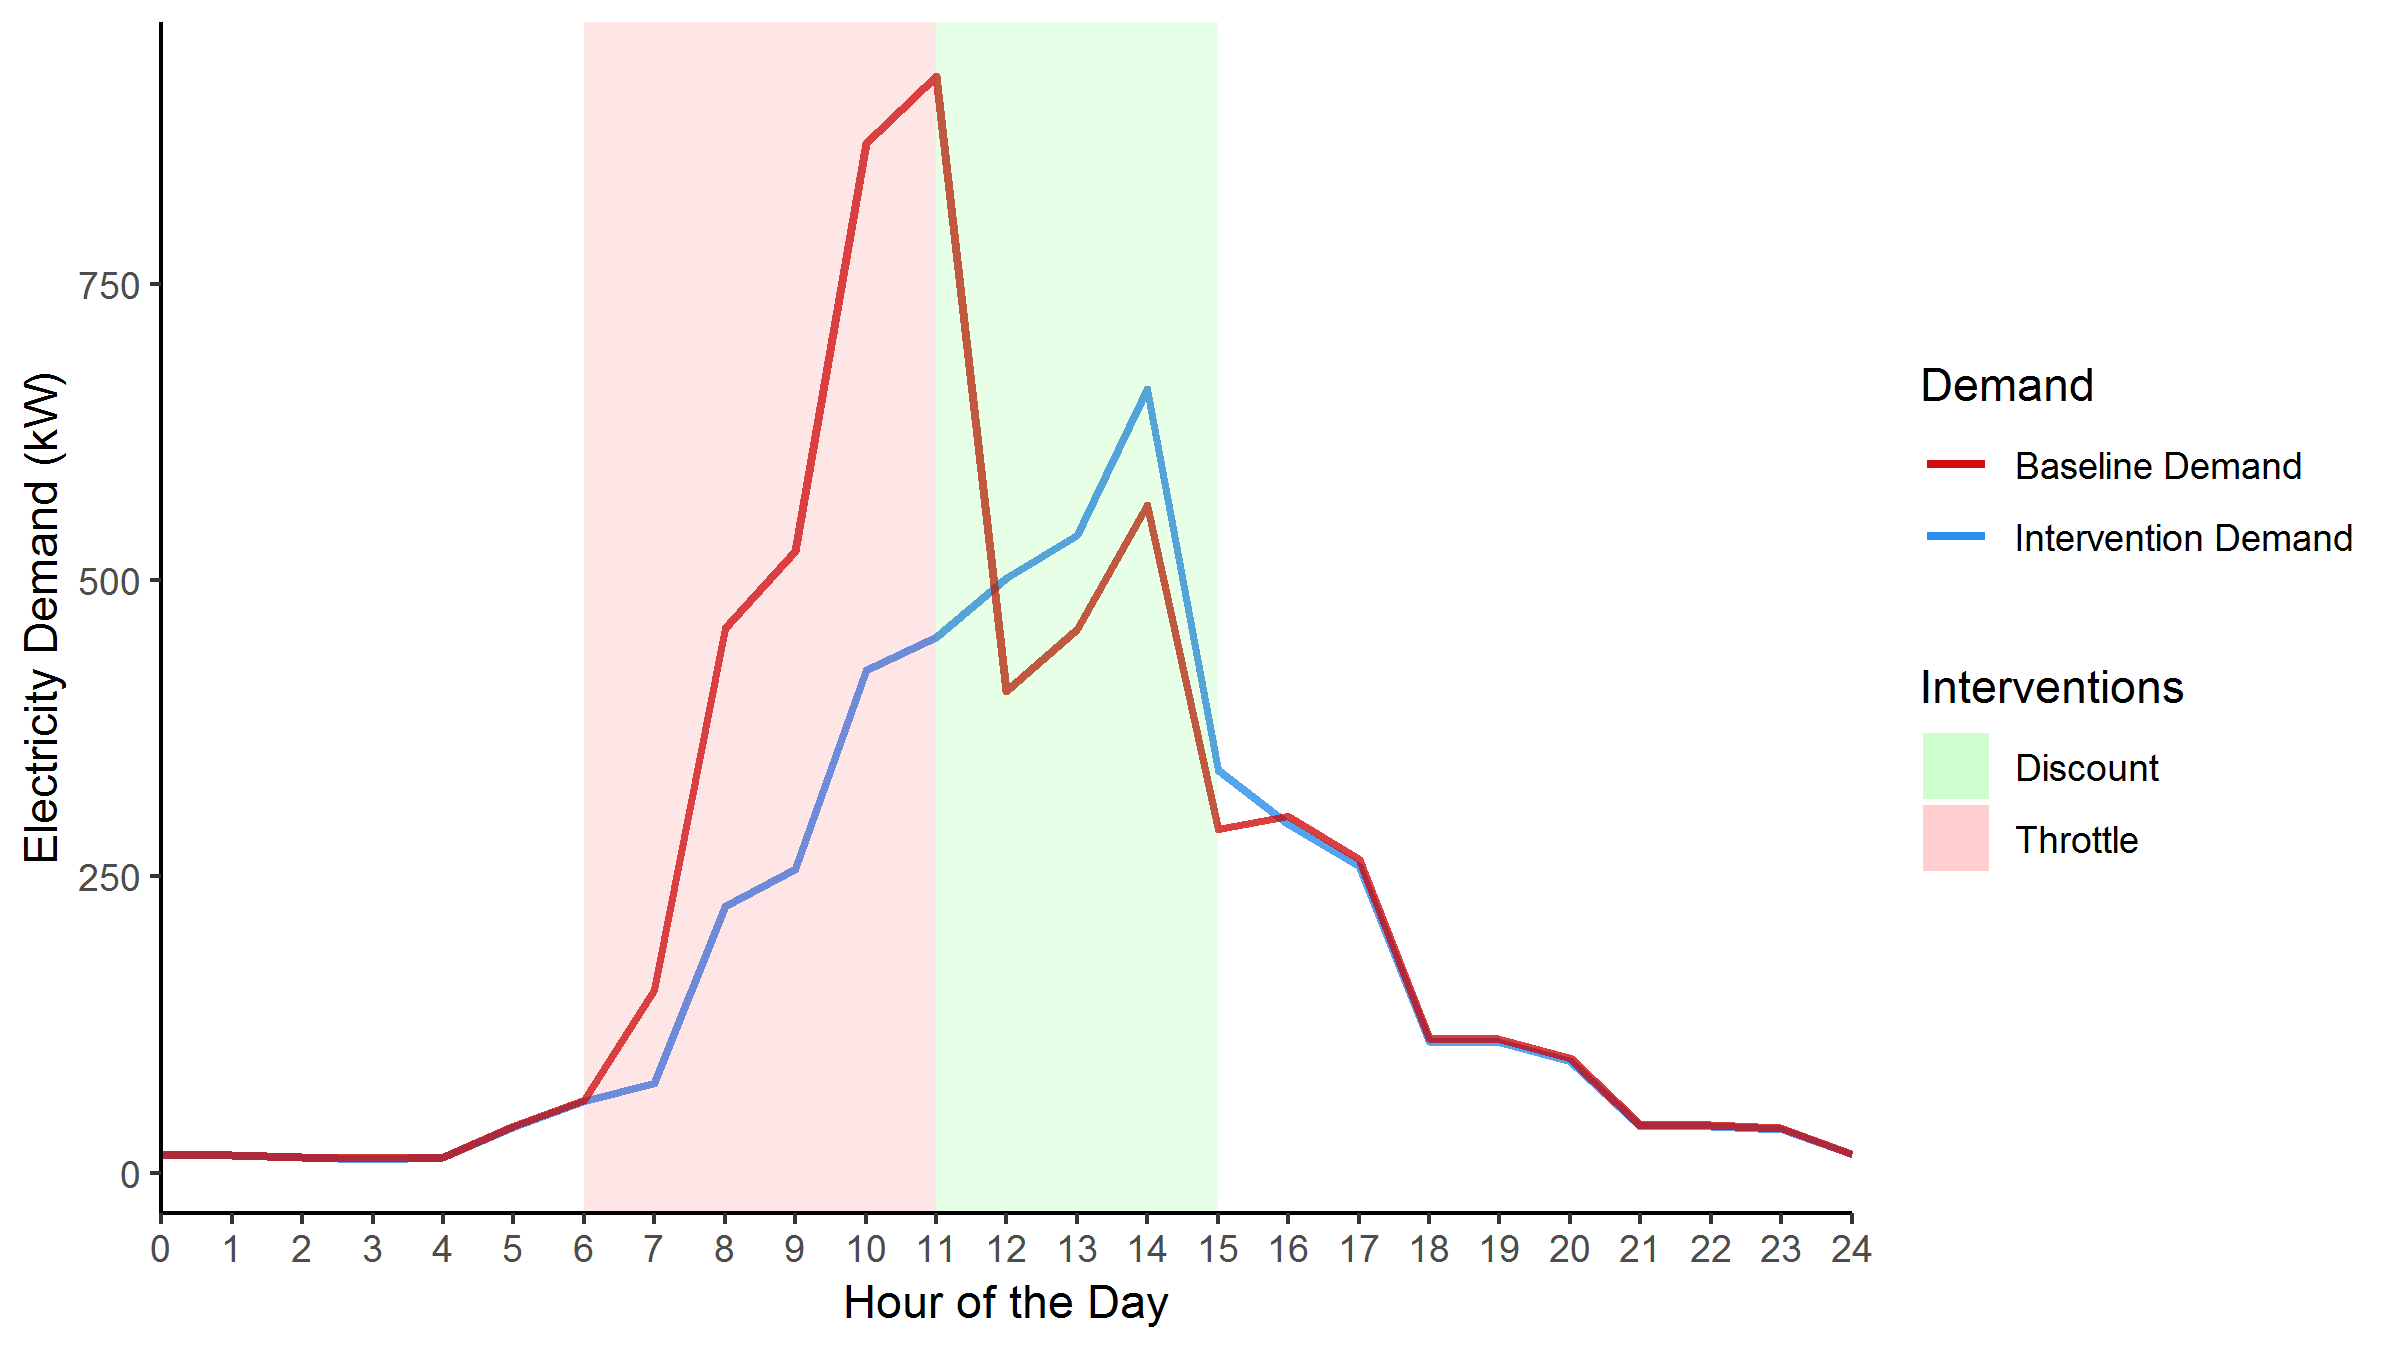 Electricity Demand (kW)
750
500
250
0
0 1 2 3 4 5 6 7 8 9 10 11 12 13 14 15 16 17 18 19 20 21 22 23 24
Hour of the Day
Demand
Baseline Demand
Intervention Demand
Interventions
Discount
Throttle